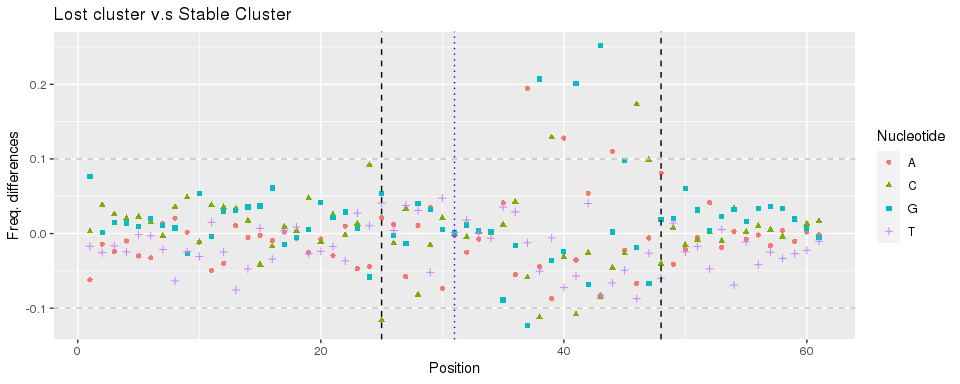 Lost cluster v.s Stable Cluster
Freq, differences
0.2
0.1
0.0
-0.1
0
20
40
60
Position
Nucleotide
A
C
G
T